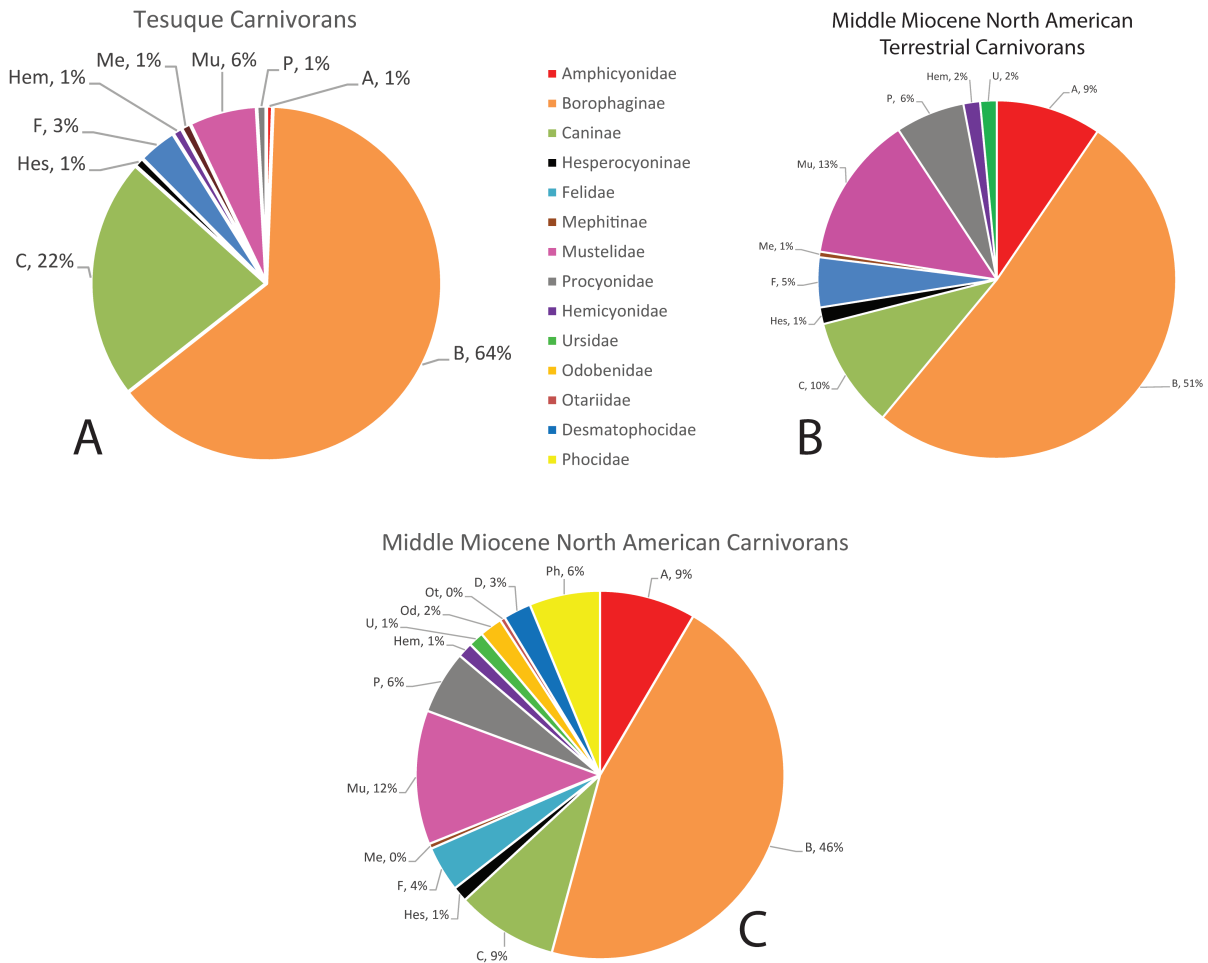 Tesuque Carnivorans
Me, 1%
Mu, 6%
P, 1%
A, 1%
Hem, 1%
F, 3%
Hes, 1%
C, 22%
B, 64%
A
Amphicyonidae
Borophaginae
Caninae
Hesperocyoninae
Felidae
Mephitinae
Mustelidae
Procyonidae
Hemicyonidae
Ursidae
Odobenidae
Otariidae
Desmatophocidae
Phocidae
Middle Miocene North American
Terrestrial Carnivorans
Hem, 2%
U, 2%
A, 9%
P, 6%
Mu, 13%
Me, 1%
F, 5%
Hes, 1%
C, 10%
B, 51%
B
Middle Miocene North American Carnivorans
Ph, 6%
A, 9%
D, 3%
Ot, 0%
Od, 2%
U, 1%
Hem, 1%
P, 6%
Mu, 12%
Me, 0%
F, 4%
Hes, 1%
C, 9%
B, 46%
C